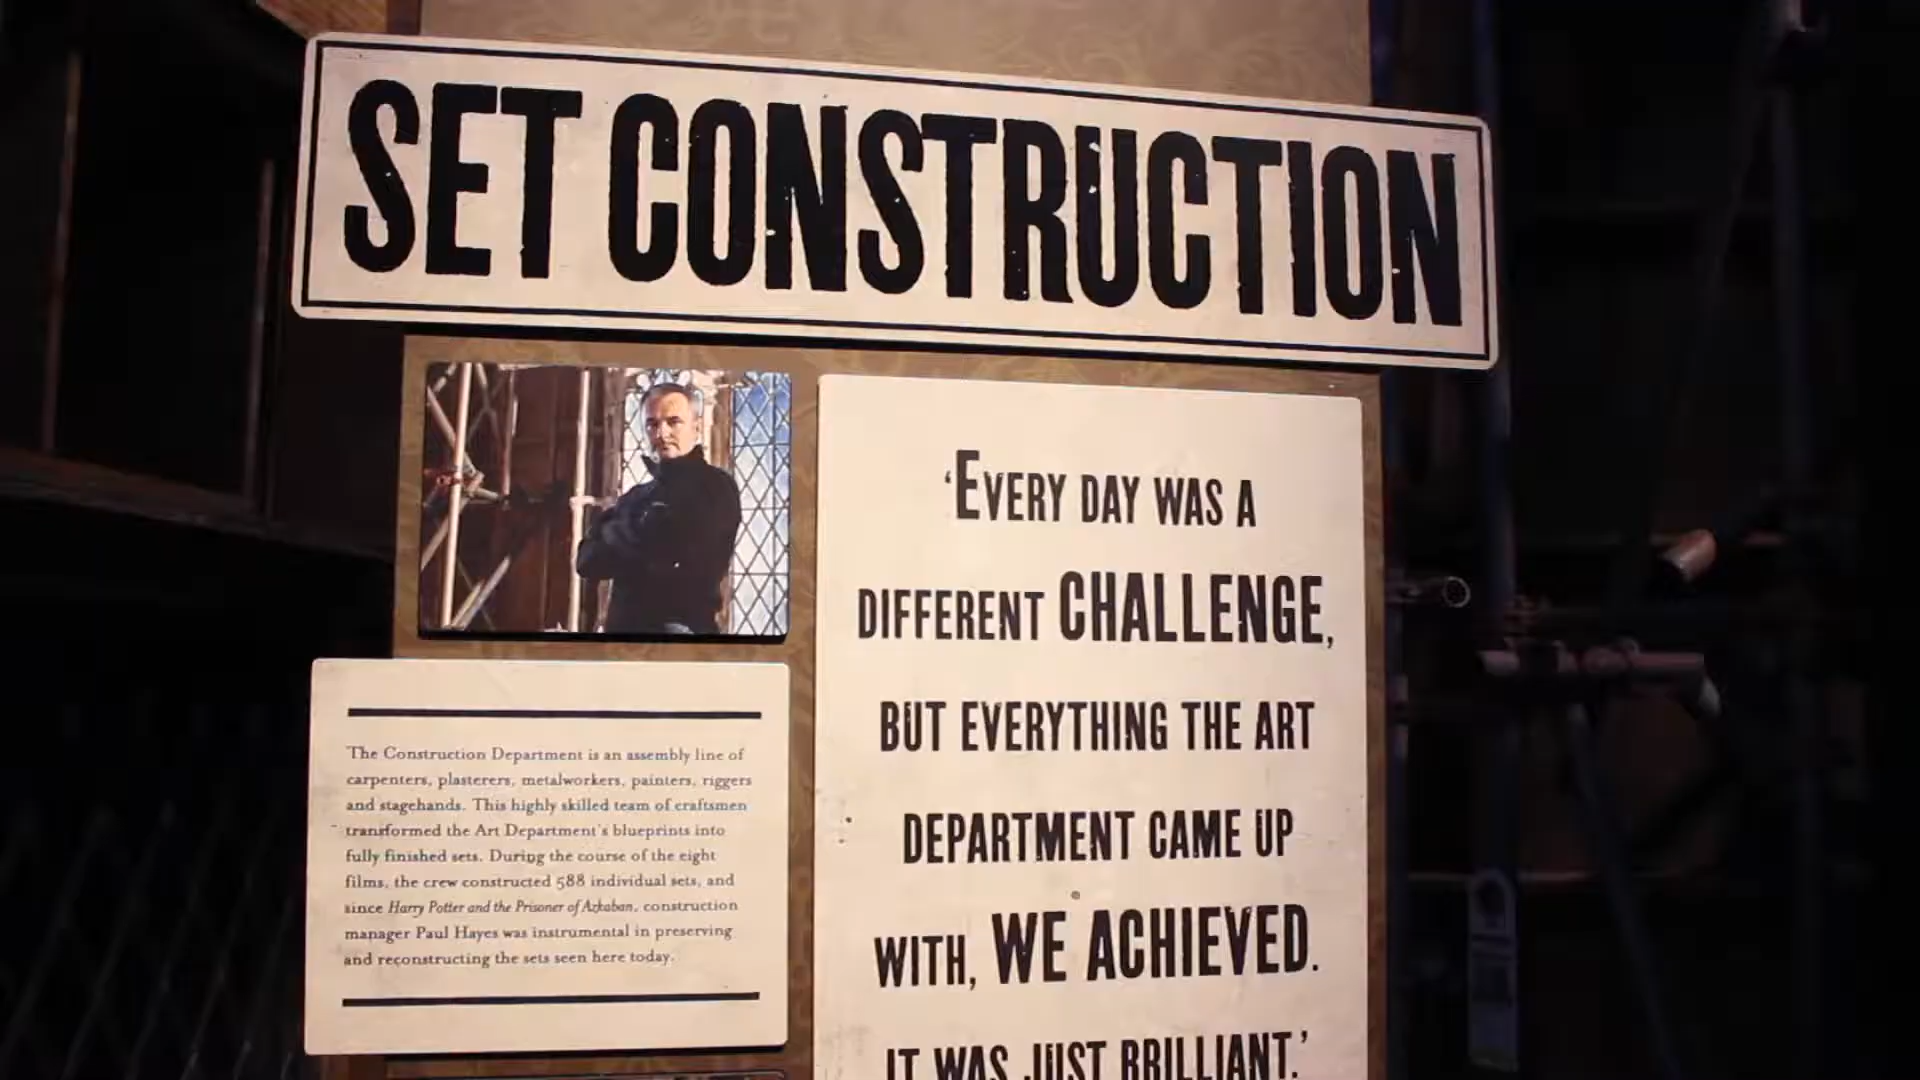 SET CONSTRUCTION
The Construction Department is an assembly line of
carpenters, plasterers, metalworkers, painters, riggers
and stagehands. This highly skilled team of craftsmen
transformed the Art Department's blueprints into
fully finished sets. During the course of the eight
films, the crew constructed 588 individual sets, and
since Harry Potter and the Prisoner of Azkaban, construction
manager Paul Hayes was instrumental in preserving
and reconstructing the sets seen here today.
‘EVERY DAY WAS A
DIFFERENT CHALLENGE,
BUT EVERYTHING THE ART
DEPARTMENT CAME UP
WITH, WE ACHIEVED.
IT WAS JUST BRILLIANT.’